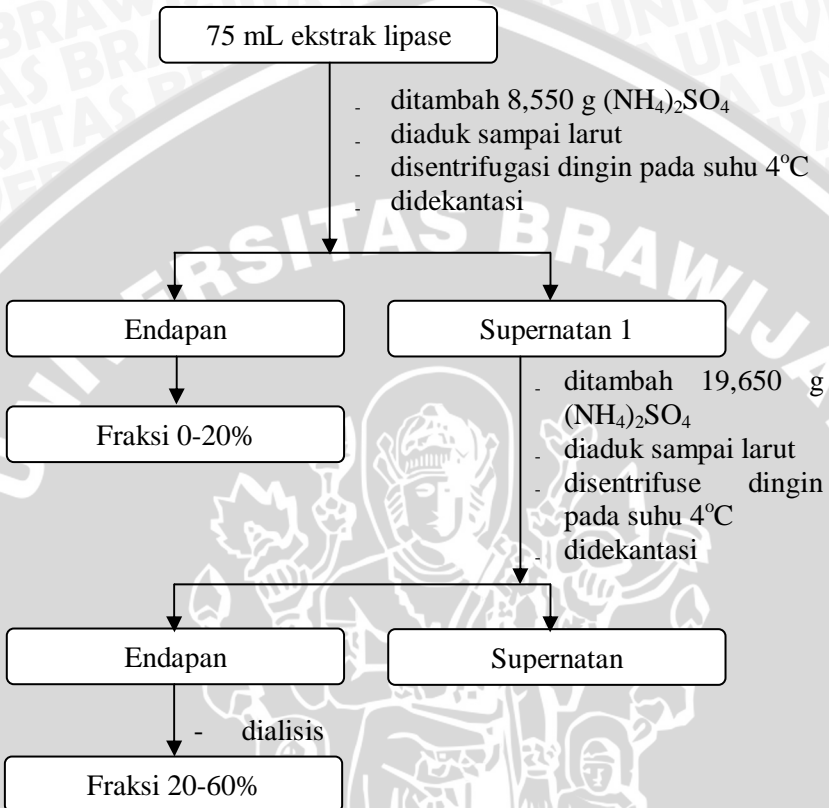 75 mL ekstrak lipase
- ditambah 8,550 g (NH₄)₂SO₄
- diaduk sampai larut
- disentrifugasi dingin pada suhu 4°C
- didekantasi
Endapan
Supernatan 1
Fraksi 0-20%
- ditambah 19,650 g
(NH₄)₂SO₄
- diaduk sampai larut
- disentrifuse dingin
pada suhu 4°C
- didekantasi
Endapan
Supernatan
- dialisis
Fraksi 20-60%
UNIVERSITAS BRAWIJA